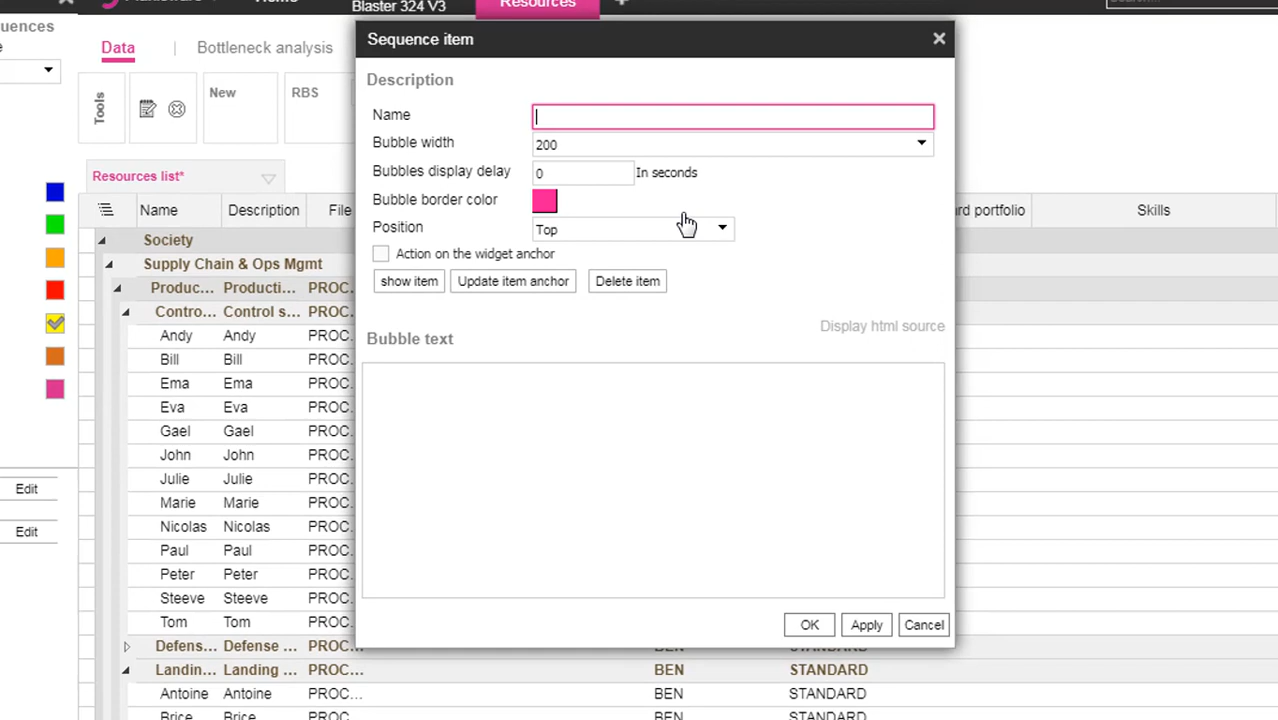 Home
Blaster 324 V3
Resources
uences
Sequence item
Data
Bottleneck analysis
Description
Tools
New
RBS
Name
Bubble width
200
Bubbles display delay
0
In seconds
Bubble border color
Position
Top
Action on the widget anchor
show item
Update item anchor
Delete item
Display html source
Bubble text
OK
Apply
Cancel
Resources list*
Name
Description
File
rd portfolio
Skills
Society
Supply Chain & Ops Mgmt
Produc... Producti... PROC.
Contro... Control s... PROC.
Andy Andy PROC.
Bill Bill PROC.
Ema Ema PROC.
Eva Eva PROC.
Gael Gael PROC.
John John PROC.
Julie Julie PROC.
Marie Marie PROC.
Nicolas Nicolas PROC.
Paul Paul PROC.
Peter Peter PROC.
Steeve Steeve PROC.
Tom Tom PROC.
Defens... Defense ... PROC.
Landin... Landing ... PROC... BEN STANDARD
Antoine Antoine PROC... BEN STANDARD
Brice Brice
Edit
Edit